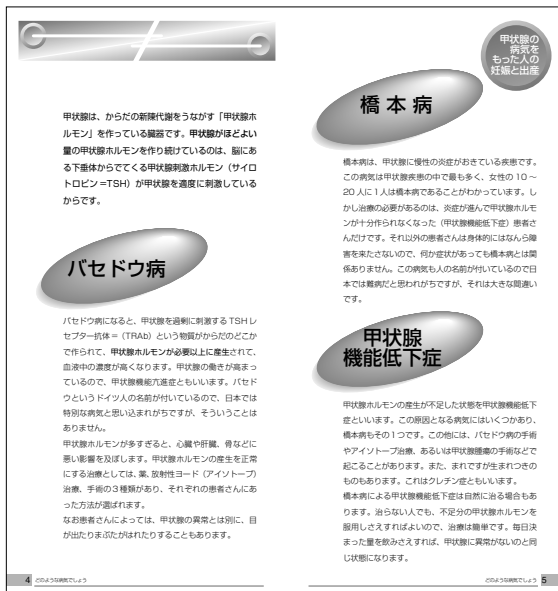 甲状腺は、からだの新陳代謝をうながす「甲状腺ホ
ルモン」を作っている臓器です。甲状腺がほどよい
量の甲状腺ホルモンを作り続けているのは、脳にあ
る下垂体からでてくる甲状腺刺激ホルモン（サイロ
トロピン=TSH）が甲状腺を適度に刺激している
からです。
バセドウ病
バセドウ病になると、甲状腺を過剰に刺激する TSH レ
セプター抗体=（TRAb）という物質がからだのどこか
で作られて、甲状腺ホルモンが必要以上に産生されて、
血液中の濃度が高くなります。甲状腺の働きが高まっ
ているので、甲状腺機能亢進症ともいいます。バセド
ウというドイツ人の名前が付いているので、日本では
特別な病気と思い込まれがちですが、そういうことは
ありません。
甲状腺ホルモンが多すぎると、心臓や肝臓、骨などに
悪い影響を及ぼします。甲状腺ホルモンの産生を正常
にする治療としては、薬、放射性ヨード（アイソトープ）
治療、手術の３種類があり、それぞれの患者さんにあ
った方法が選ばれます。
なお患者さんによっては、甲状腺の異常とは別に、目
が出たりまぶたがはれたりすることもあります。
4 どのような病気でしょう
甲状腺の
病気を
もった人の
妊娠と出産
橋本病
橋本病は、甲状腺に慢性の炎症がおきている疾患です。
この病気は甲状腺疾患の中で最も多く、女性の 10 ～
20 人に１人は橋本病であることがわかっています。し
かし治療の必要があるのは、炎症が進んで甲状腺ホルモ
ンが十分作られなくなった（甲状腺機能低下症）患者さ
んだけです。それ以外の患者さんは身体的にはなんら障
害を来たさないので、何か症状があっても橋本病とは関
係ありません。この病気も人の名前が付いているので日
本では難病だと思われがちですが、それは大きな間違い
です。
甲状腺
機能低下症
甲状腺ホルモンの産生が不足した状態を甲状腺機能低下
症といいます。この原因となる病気にはいくつかあり、
橋本病もその１つです。この他には、バセドウ病の手術
やアイソトープ治療、あるいは甲状腺腫瘍の手術などで
起こることがあります。また、まれですが生まれつきの
ものもあります。これはクレチン症ともいいます。
橋本病による甲状腺機能低下症は自然に治る場合もあ
ります。治らない人でも、不足分の甲状腺ホルモンを
服用しさえすればよいので、治療は簡単です。毎日決
まった量を飲みさえすれば、甲状腺に異常がないのと同
じ状態になります。
どのような病気でしょう 5